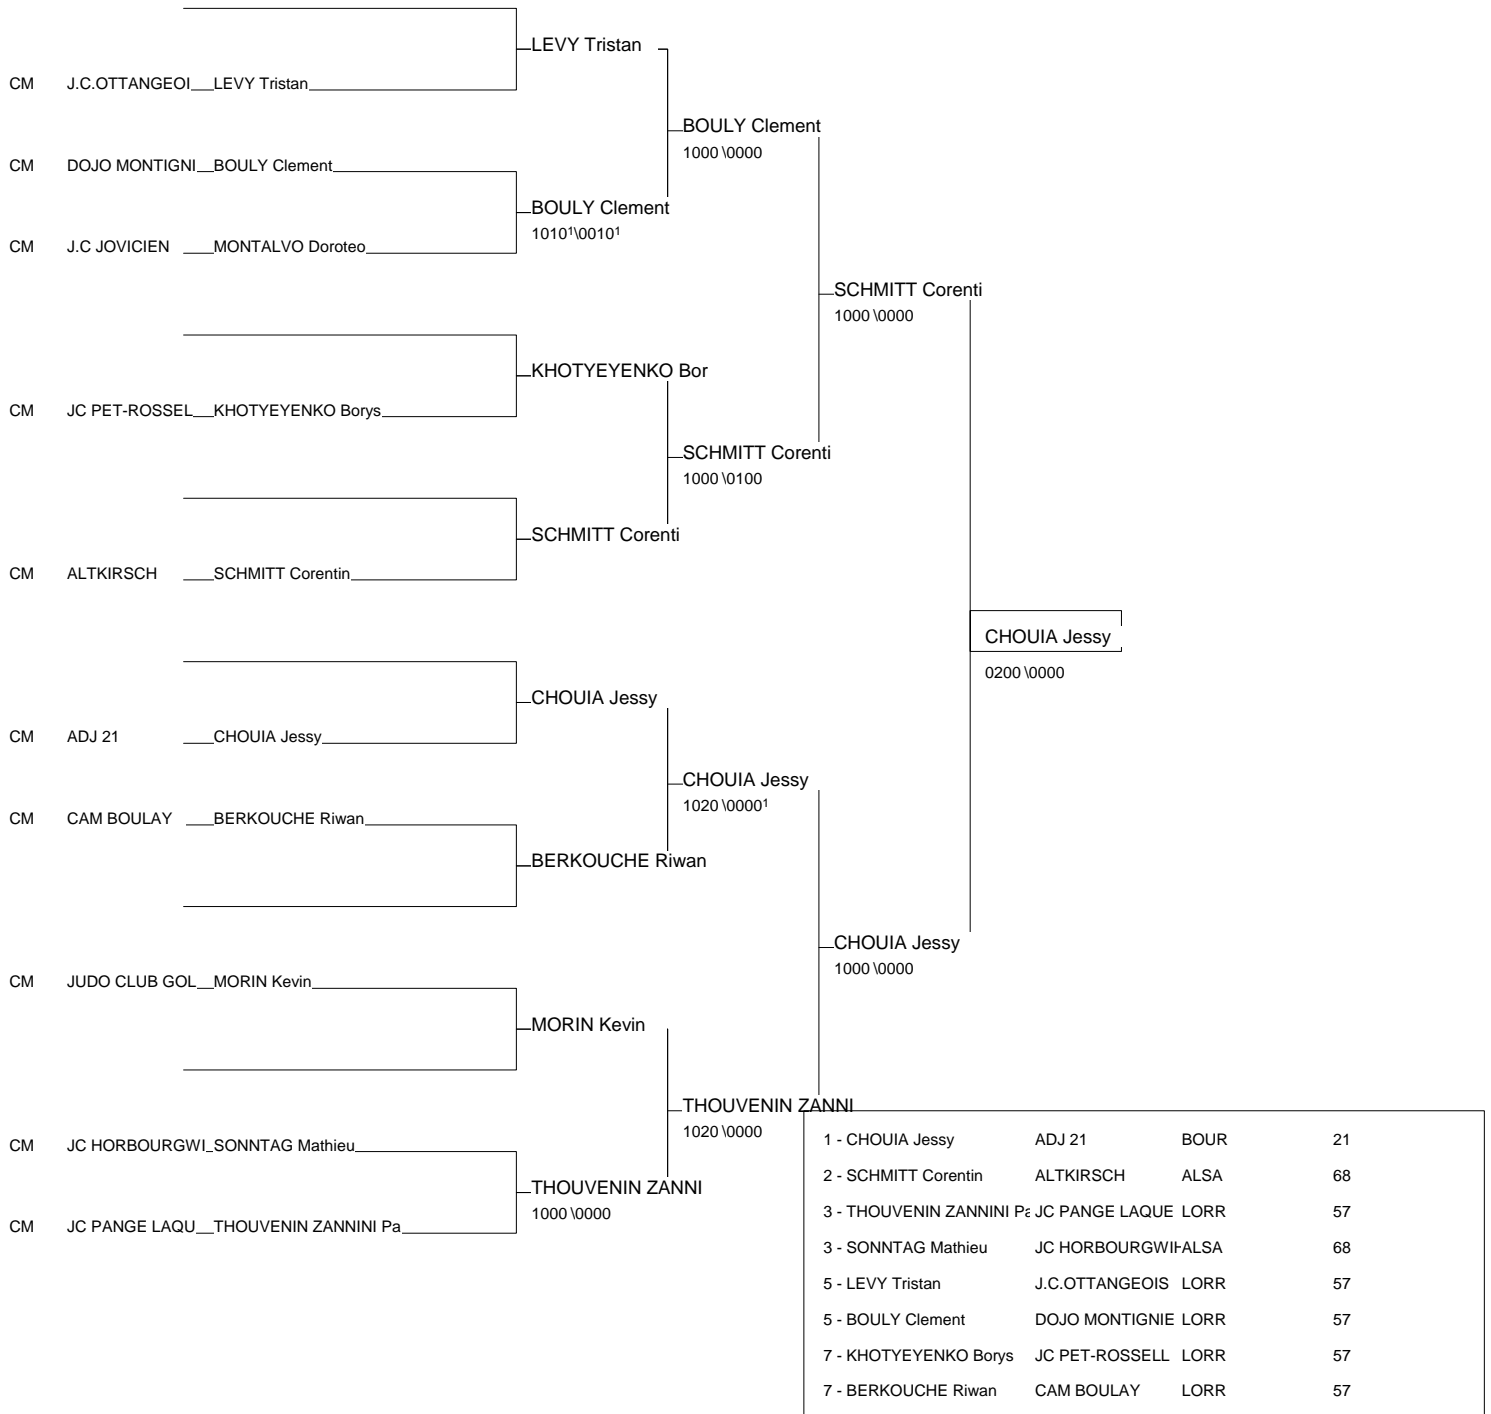 LEVY Tristan
CM J.C.OTTANGEOI LEVY Tristan
BOULY Clement
1000 \0000
CM DOJO MONTIGNI BOULY Clement
BOULY Clement
1010¹\0010¹
CM J.C JOVICIEN MONTALVO Doroteo
SCHMITT Corenti
1000 \0000
KHOTYEYENKO Bor
CM JC PET-ROSSEL KHOTYEYENKO Borys
SCHMITT Corenti
1000 \0100
SCHMITT Corenti
CM ALTKIRSCH SCHMITT Corentin
CHOUIA Jessy
0200 \0000
CHOUIA Jessy
CM ADJ 21 CHOUIA Jessy
CHOUIA Jessy
1020 \0000¹
CM CAM BOULAY BERKOUCHE Riwan
BERKOUCHE Riwan
CHOUIA Jessy
1000 \0000
CM JUDO CLUB GOL MORIN Kevin
MORIN Kevin
THOUVENIN ZANNI
1020 \0000
CM JC HORBOURGWI SONNTAG Mathieu
THOUVENIN ZANNI
1000 \0000
CM JC PANGE LAQU THOUVENIN ZANNINI Pa
1 - CHOUIA Jessy ADJ 21 BOUR 21
2 - SCHMITT Corentin ALTKIRSCH ALSA 68
3 - THOUVENIN ZANNINI Pa JC PANGE LAQUE LORR 57
3 - SONNTAG Mathieu JC HORBOURGWIH ALSA 68
5 - LEVY Tristan J.C.OTTANGEOIS LORR 57
5 - BOULY Clement DOJO MONTIGNIE LORR 57
7 - KHOTYEYENKO Borys JC PET-ROSSELL LORR 57
7 - BERKOUCHE Riwan CAM BOULAY LORR 57